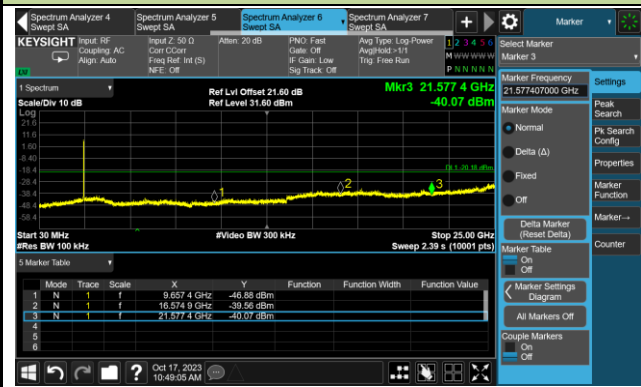 Spectrum Analyzer 4 Spectrum Analyzer 5 Spectrum Analyzer 6 Spectrum Analyzer 7
Swept SA Swept SA Swept SA Swept SA
+
Marker
KEYSIGHT Input: RF Input Z: 50 Ω Atten: 20 dB PNO: Fast Avg Type: Log-Power 1 2 3 4 5 6
Coupling: AC Corr CCorr Gate: Off Avg|Hold:>1/1 M W W W W W
Align: Auto Freq Ref: Int (S) IF Gain: Low Trig: Free Run P N N N N N
NFE: Off Sig Track: Off
LXI
Select Marker
Marker 3
1 Spectrum
Ref Lvl Offset 21.60 dB
Mkr3 21.577 4 GHz
Scale/Div 10 dB Ref Level 31.60 dBm -40.07 dBm
Log
21.6
11.6
1.60
-8.40
-18.4
DL1 -20.18 dBm
-28.4
-38.4
-48.4
-58.4
1
2
3
Start 30 MHz #Video BW 300 kHz Stop 25.00 GHz
#Res BW 100 kHz Sweep 2.39 s (10001 pts)
5 Marker Table
Mode Trace Scale X Y Function Function Width Function Value
1 N 1 f 9.657 4 GHz -46.88 dBm
2 N 1 f 16.574 9 GHz -39.56 dBm
3 N 1 f 21.577 4 GHz -40.07 dBm
4
5
6
Marker Frequency
21.577407000 GHz
Marker Mode
Normal
Delta (Δ)
Fixed
Off
Delta Marker
(Reset Delta)
Marker Table
On
Off
Marker Settings
Diagram
All Markers Off
Couple Markers
On
Off
Settings
Peak
Search
Pk Search
Config
Properties
Marker
Function
Marker→
Counter
?
Oct 17, 2023
10:49:05 AM